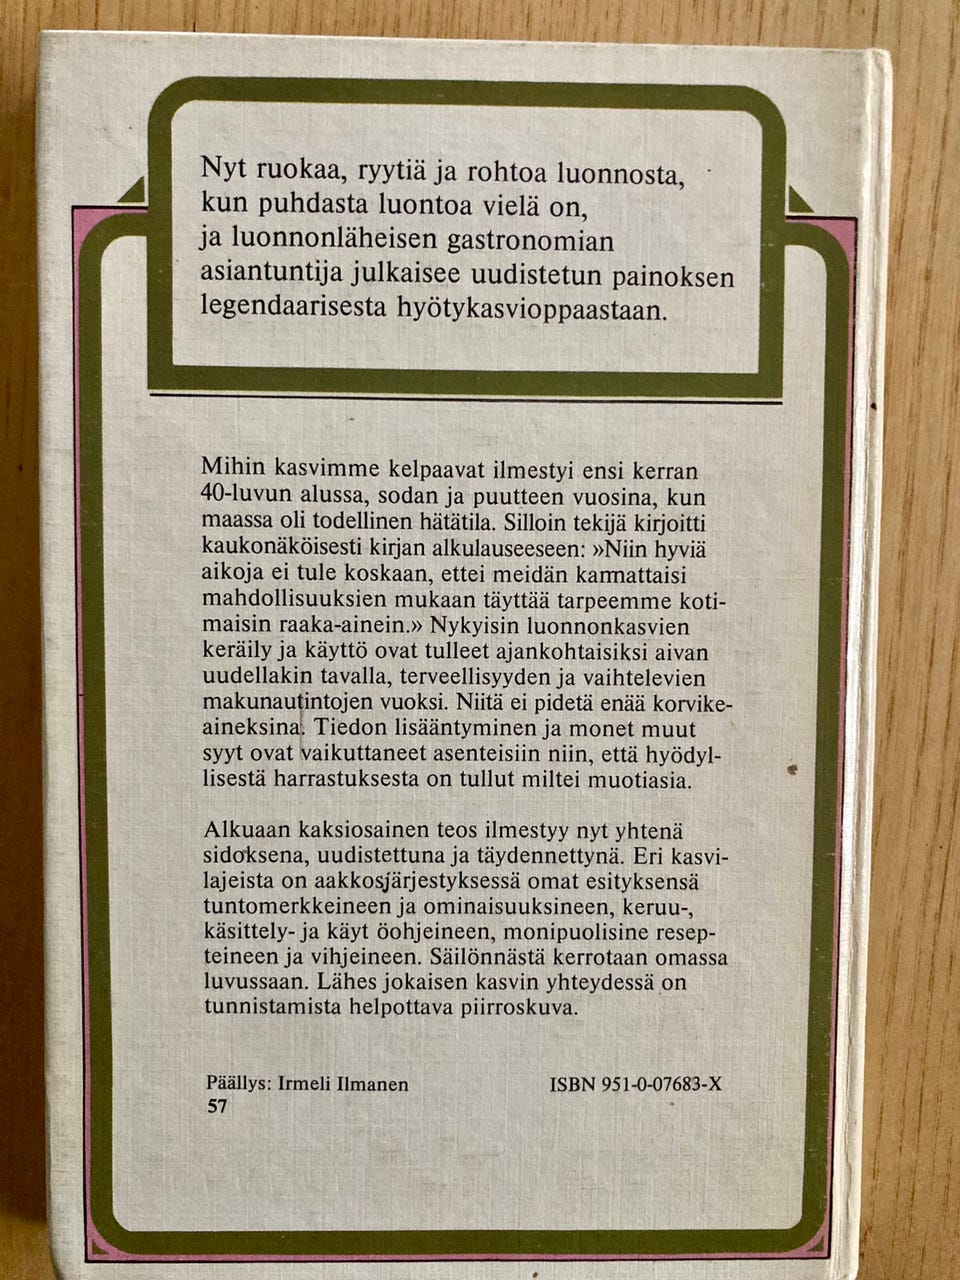 Nyt ruokaa, ryytiä ja rohtoa luonnosta,
kun puhdasta luontoa vielä on,
ja luonnonläheisen gastronomian
asiantuntija julkaisee uudistetun painoksen
legendaarisesta hyötykasvioppaastaan.
Mihin kasvimme kelpaavat ilmestyi ensi kerran
40-luvun alussa, sodan ja puutteen vuosina, kun
maassa oli todellinen hätätila. Silloin tekijä kirjoitti
kaukonäköisesti kirjan alkulauseeseen: »Niin hyviä
aikoja ei tule koskaan, ettei meidän kannattaisi
mahdollisuuksien mukaan täyttää tarpeemme koti-
maisin raaka-ainein.» Nykyisin luonnonkasvien
keräily ja käyttö ovat tulleet ajankohtaisiksi aivan
uudellakin tavalla, terveellisyyden ja vaihtelevien
makunautintojen vuoksi. Niitä ei pidetä enää korvike-
aineksina. Tiedon lisääntyminen ja monet muut
syyt ovat vaikuttaneet asenteisiin niin, että hyödyl-
lisestä harrastuksesta on tullut miltei muotiasia.
Alkuaan kaksiosainen teos ilmestyy nyt yhtenä
sidoksena, uudistettuna ja täydennettynä. Eri kasvi-
lajeista on aakkosjärjestyksessä omat esityksensä
tuntomerkkeineen ja ominaisuuksineen, keruu-,
käsittely- ja käyt öohjeineen, monipuolisine resep-
teineen ja vihjeineen. Säilönnästä kerrotaan omassa
luvussaan. Lähes jokaisen kasvin yhteydessä on
tunnistamista helpottava piirroskuva.
Päällys: Irmeli Ilmanen
57
ISBN 951-0-07683-X